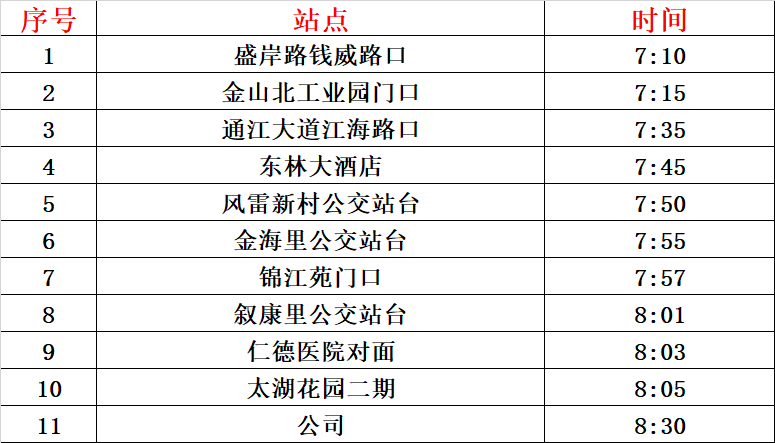 序号 站点 时间
1 盛岸路钱威路口 7:10
2 金山北工业园门口 7:15
3 通江大道江海路口 7:35
4 东林大酒店 7:45
5 风雷新村公交站台 7:50
6 金海里公交站台 7:55
7 锦江苑门口 7:57
8 叙康里公交站台 8:01
9 仁德医院对面 8:03
10 太湖花园二期 8:05
11 公司 8:30